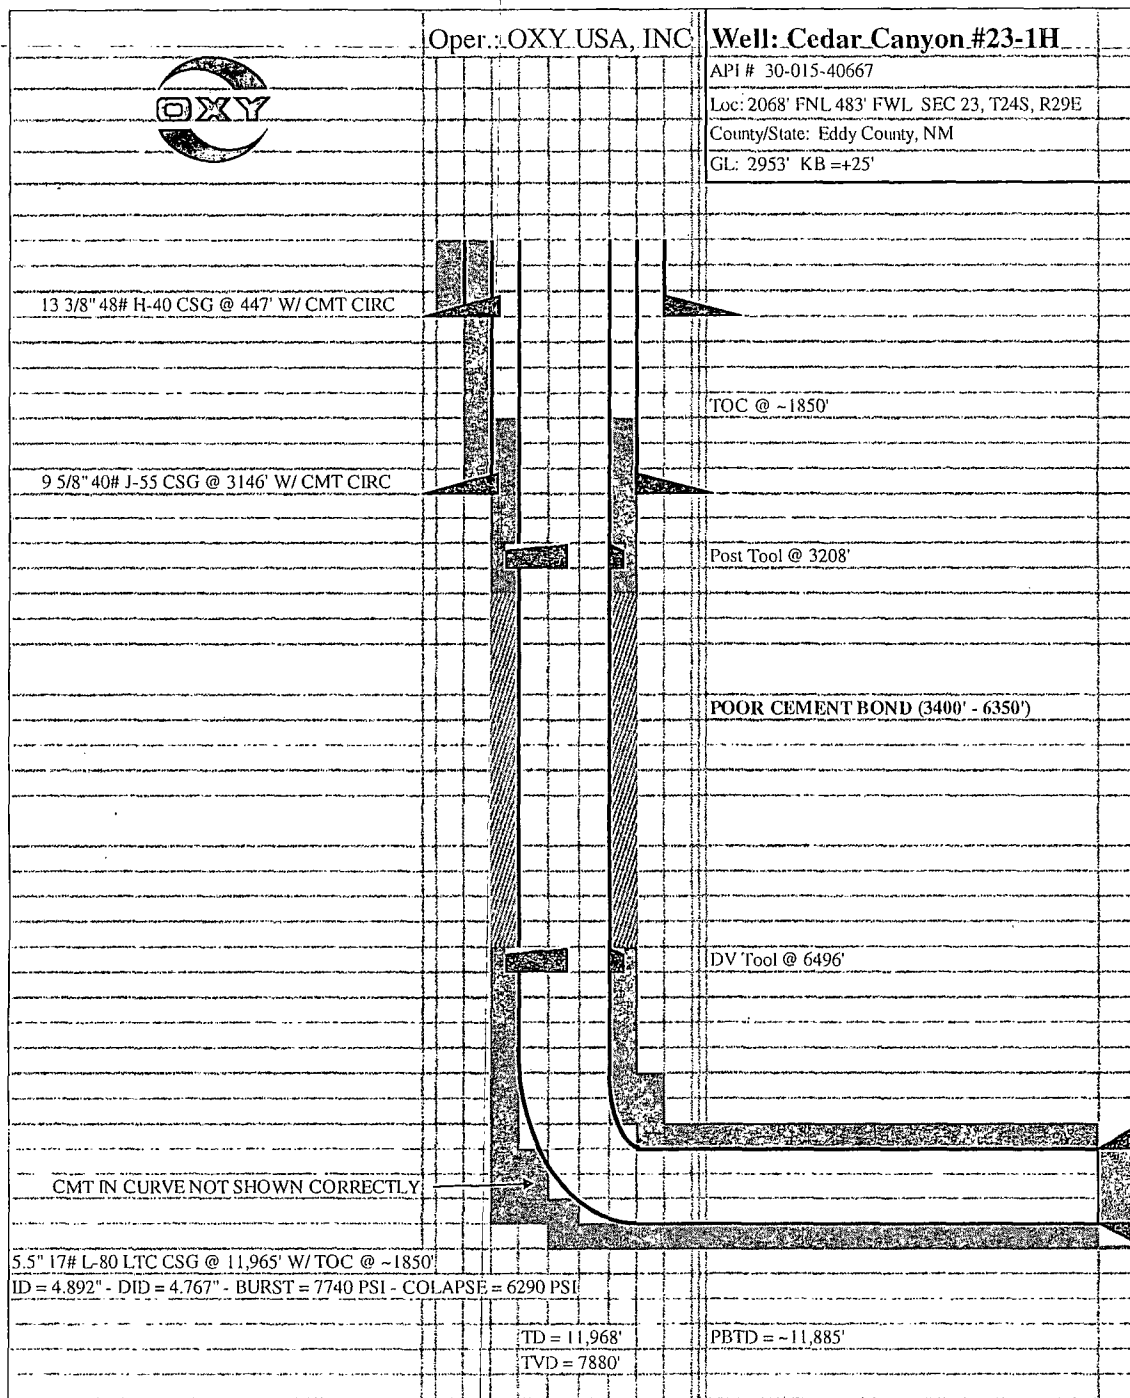 Oper.: OXY USA, INC
Well: Cedar Canyon #23-1H
API # 30-015-40667
OXY
Loc: 2068' FNL 483' FWL SEC 23, T24S, R29E
County/State: Eddy County, NM
GL: 2953' KB =+25'
13 3/8" 48# H-40 CSG @ 447' W/ CMT CIRC
TOC @ ~1850'
9 5/8" 40# J-55 CSG @ 3146' W/ CMT CIRC
Post Tool @ 3208'
POOR CEMENT BOND (3400' - 6350')
DV Tool @ 6496'
CMT IN CURVE NOT SHOWN CORRECTLY
5.5" 17# L-80 LTC CSG @ 11,965' W/ TOC @ ~1850'
ID = 4.892" - DID = 4.767" - BURST = 7740 PSI - COLAPSE = 6290 PSI
TD = 11,968'
PBTD = ~11,885'
TVD = 7880'